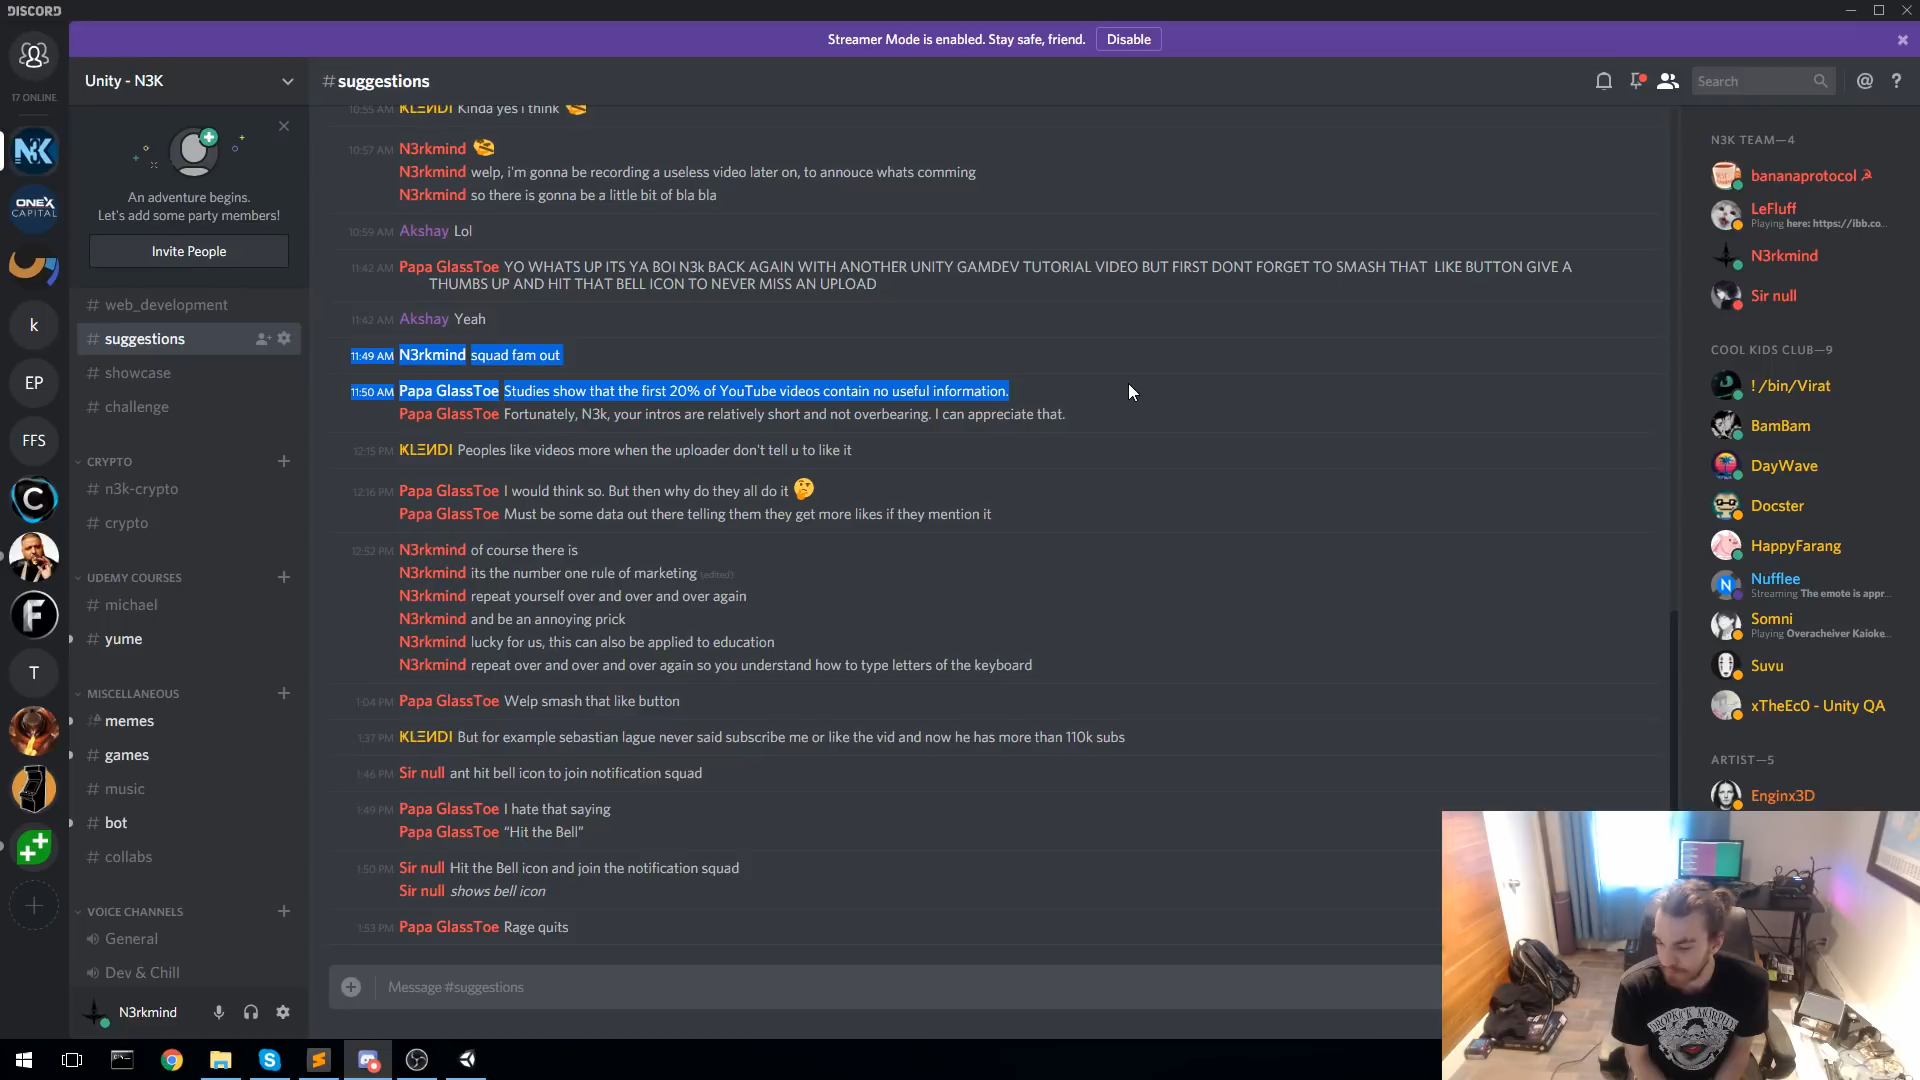 DISCORD
Streamer Mode is enabled. Stay safe, friend. Disable
17 ONLINE
N3K
ONEX
CAPITAL
k
EP
FFS
C
F
T
Unity - N3K
An adventure begins.
Let's add some party members!
Invite People
# web_development
# suggestions
# showcase
# challenge
CRYPTO
# n3k-crypto
# crypto
UDEMY COURSES
# michael
# yume
MISCELLANEOUS
# memes
# games
# music
# bot
# collabs
VOICE CHANNELS
General
Dev & Chill
N3rkmind
# suggestions
Search
@ ?
10:55 AM KLΞИDI Kinda yes i think
10:57 AM N3rkmind
N3rkmind welp, i'm gonna be recording a useless video later on, to annouce whats comming
N3rkmind so there is gonna be a little bit of bla bla
10:59 AM Akshay Lol
11:42 AM Papa GlassToe YO WHATS UP ITS YA BOI N3k BACK AGAIN WITH ANOTHER UNITY GAMDEV TUTORIAL VIDEO BUT FIRST DONT FORGET TO SMASH THAT LIKE BUTTON GIVE A
THUMBS UP AND HIT THAT BELL ICON TO NEVER MISS AN UPLOAD
11:42 AM Akshay Yeah
11:49 AM N3rkmind squad fam out
11:50 AM Papa GlassToe Studies show that the first 20% of YouTube videos contain no useful information.
Papa GlassToe Fortunately, N3k, your intros are relatively short and not overbearing. I can appreciate that.
12:15 PM KLΞИDI Peoples like videos more when the uploader don't tell u to like it
12:16 PM Papa GlassToe I would think so. But then why do they all do it
Papa GlassToe Must be some data out there telling them they get more likes if they mention it
12:52 PM N3rkmind of course there is
N3rkmind its the number one rule of marketing (edited)
N3rkmind repeat yourself over and over and over again
N3rkmind and be an annoying prick
N3rkmind lucky for us, this can also be applied to education
N3rkmind repeat over and over and over again so you understand how to type letters of the keyboard
1:04 PM Papa GlassToe Welp smash that like button
1:37 PM KLΞИDI But for example sebastian lague never said subscribe me or like the vid and now he has more than 110k subs
1:46 PM Sir null ant hit bell icon to join notification squad
1:49 PM Papa GlassToe I hate that saying
Papa GlassToe “Hit the Bell”
1:50 PM Sir null Hit the Bell icon and join the notification squad
Sir null shows bell icon
1:53 PM Papa GlassToe Rage quits
Message #suggestions
N3K TEAM—4
bananaprotocol
LeFluff
Playing here: https://ibb.co...
N3rkmind
Sir null
COOL KIDS CLUB—9
! /bin/Virat
BamBam
DayWave
Docster
HappyFarang
Nufflee
Streaming The emote is appr...
Somni
Playing Overacheiver Kaioke...
Suvu
xTheEc0 - Unity QA
ARTIST—5
Enginx3D
DROPKICK MURPHYS